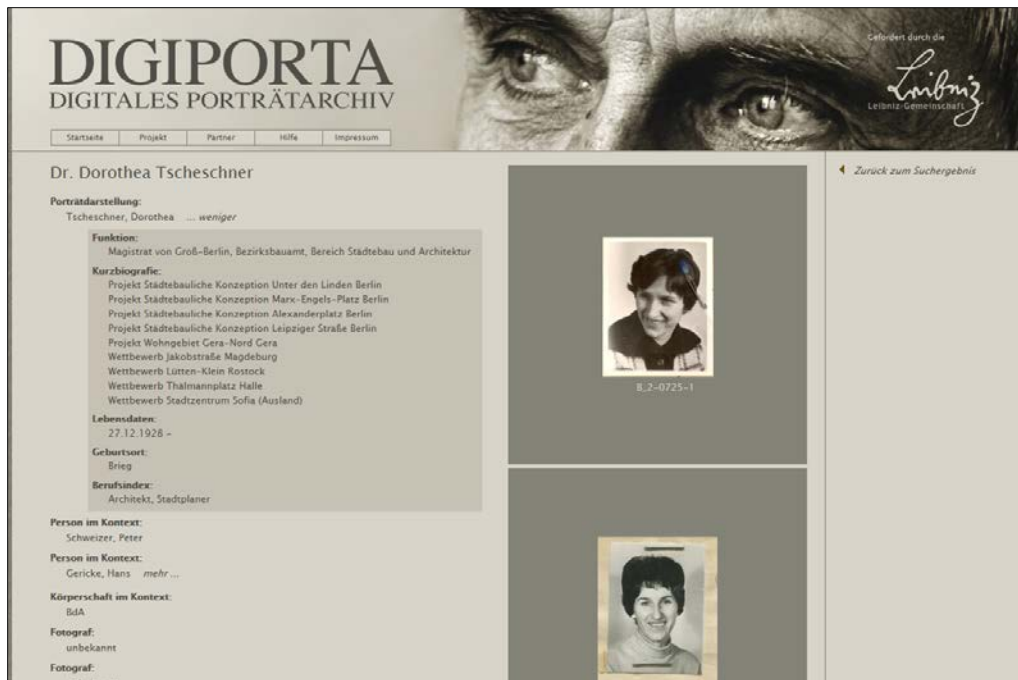 DIGIPORTA
DIGITALES PORTRÄTARCHIV
Gefördert durch die
Leibniz
Leibniz-Gemeinschaft
Startseite Projekt Partner Hilfe Impressum
Dr. Dorothea Tscheschner
Zurück zum Suchergebnis
Porträtdarstellung:
Tscheschner, Dorothea ... weniger
Funktion:
Magistrat von Groß-Berlin, Bezirksbauamt, Bereich Städtebau und Architektur
Kurzbiografie:
Projekt Städtebauliche Konzeption Unter den Linden Berlin
Projekt Städtebauliche Konzeption Marx-Engels-Platz Berlin
Projekt Städtebauliche Konzeption Alexanderplatz Berlin
Projekt Städtebauliche Konzeption Leipziger Straße Berlin
Projekt Wohngebiet Gera-Nord Gera
Wettbewerb Jakobstraße Magdeburg
Wettbewerb Lütten-Klein Rostock
Wettbewerb Thälmannplatz Halle
Wettbewerb Stadtzentrum Sofia (Ausland)
Lebensdaten:
27.12.1928 -
Geburtsort:
Brieg
Berufsindex:
Architekt, Stadtplaner
Person im Kontext:
Schweizer, Peter
Person im Kontext:
Gericke, Hans mehr ...
Körperschaft im Kontext:
BdA
Fotograf:
unbekannt
Fotograf:
B_2-0725-1